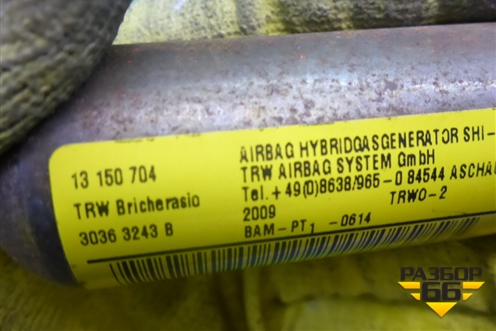 13 150 704
TRW Bricherasio
3036 3243 B
AIRBAG HYBRIDGASGENERATOR SHI-
TRW AIRBAG SYSTEM GmbH
Tel.+49(0)8638/965-0 84544 ASCHAU
2009 TRWO-2
BAM-PT1 -0614
РАЗБОР
66